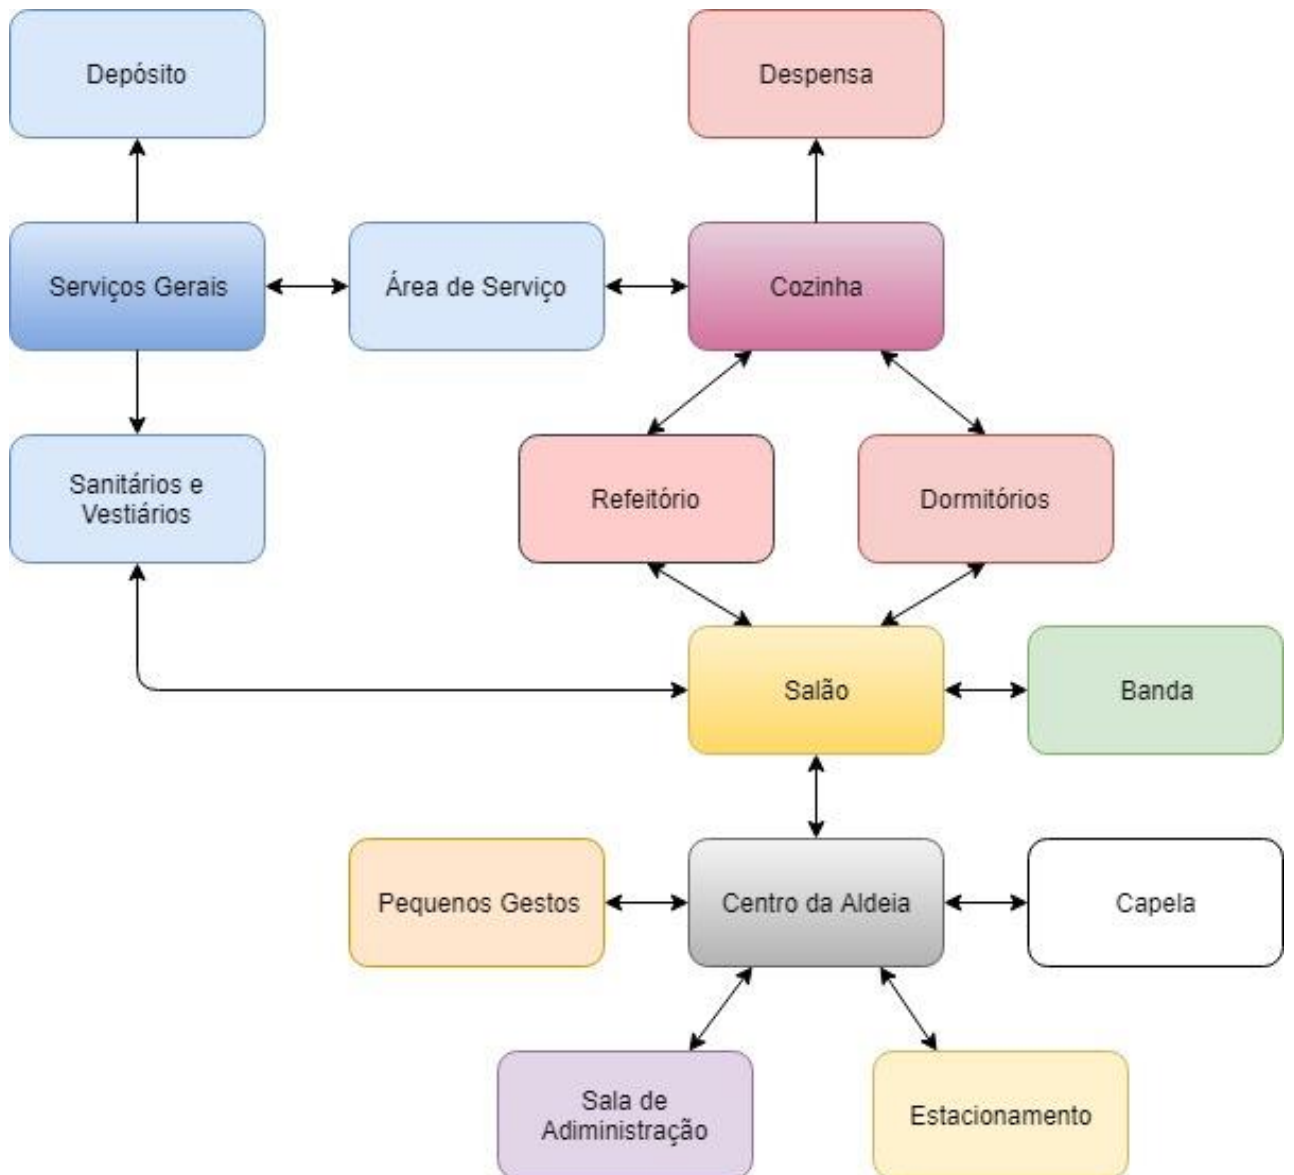 Depósito
Despensa
Serviços Gerais
Área de Serviço
Cozinha
Sanitários e
Vestiários
Refeitório
Dormitórios
Salão
Banda
Pequenos Gestos
Centro da Aldeia
Capela
Sala de
Adiministração
Estacionamento